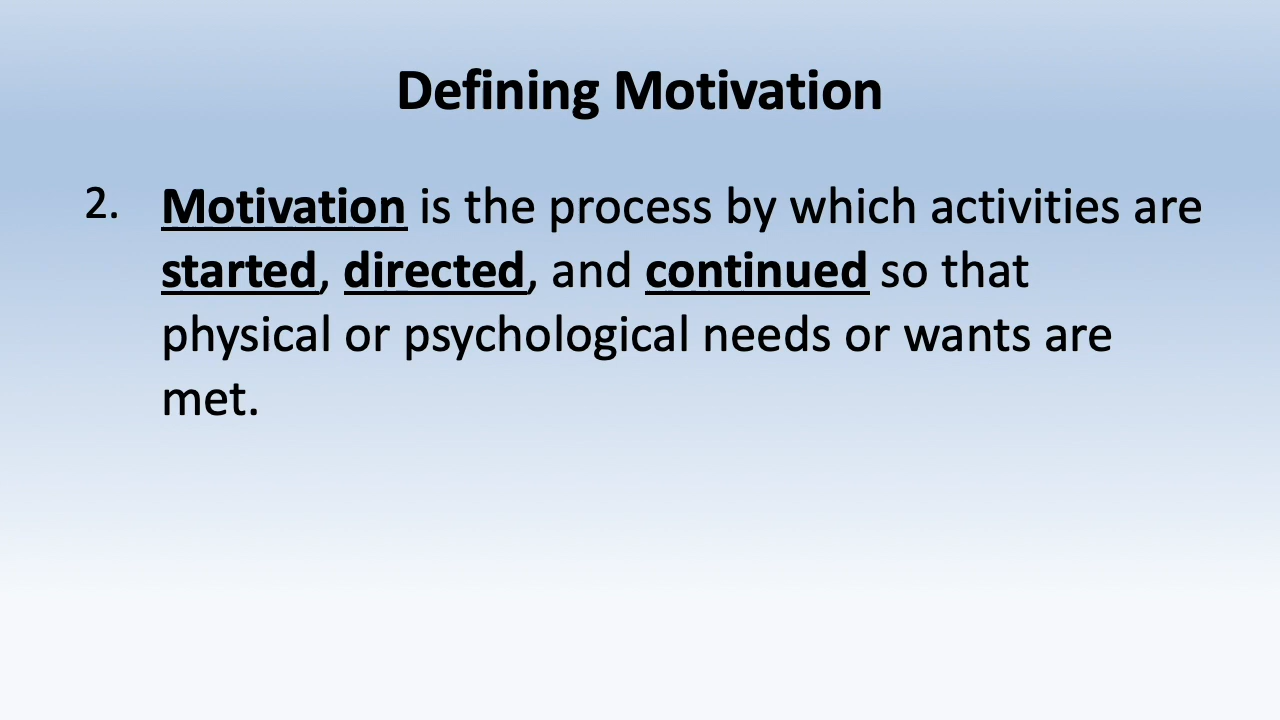 Defining Motivation
2. Motivation is the process by which activities are
started, directed, and continued so that
physical or psychological needs or wants are
met.